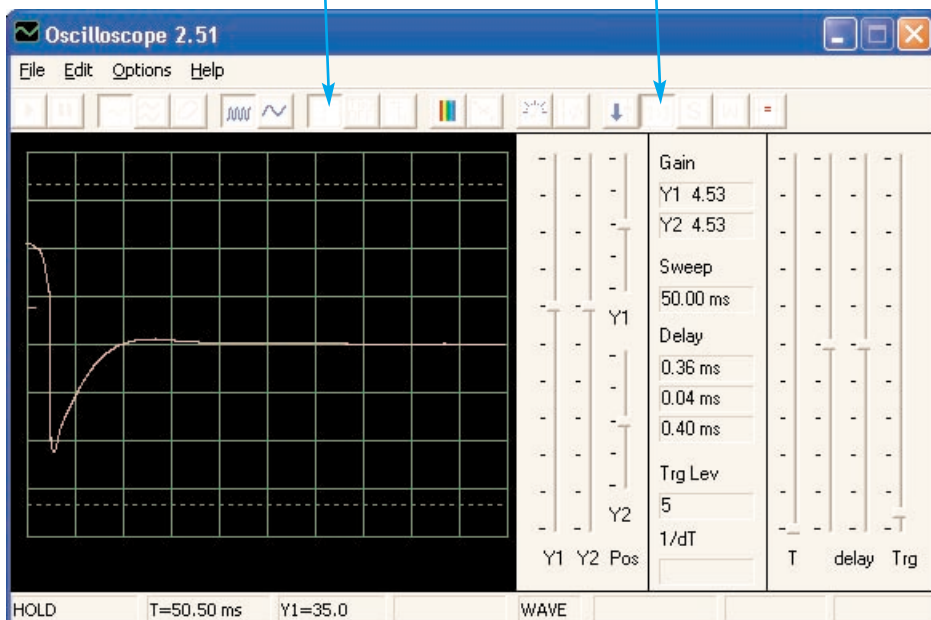 Oscilloscope 2.51
File Edit Options Help
Gain
Y1 4.53
Y2 4.53
Sweep
50.00 ms
Delay
0.36 ms
0.04 ms
0.40 ms
Trg Lev
5
1/dT
Y1
Y2
Y1 Y2 Pos
T delay Trg
HOLD T=50.50 ms Y1=35.0 WAVE